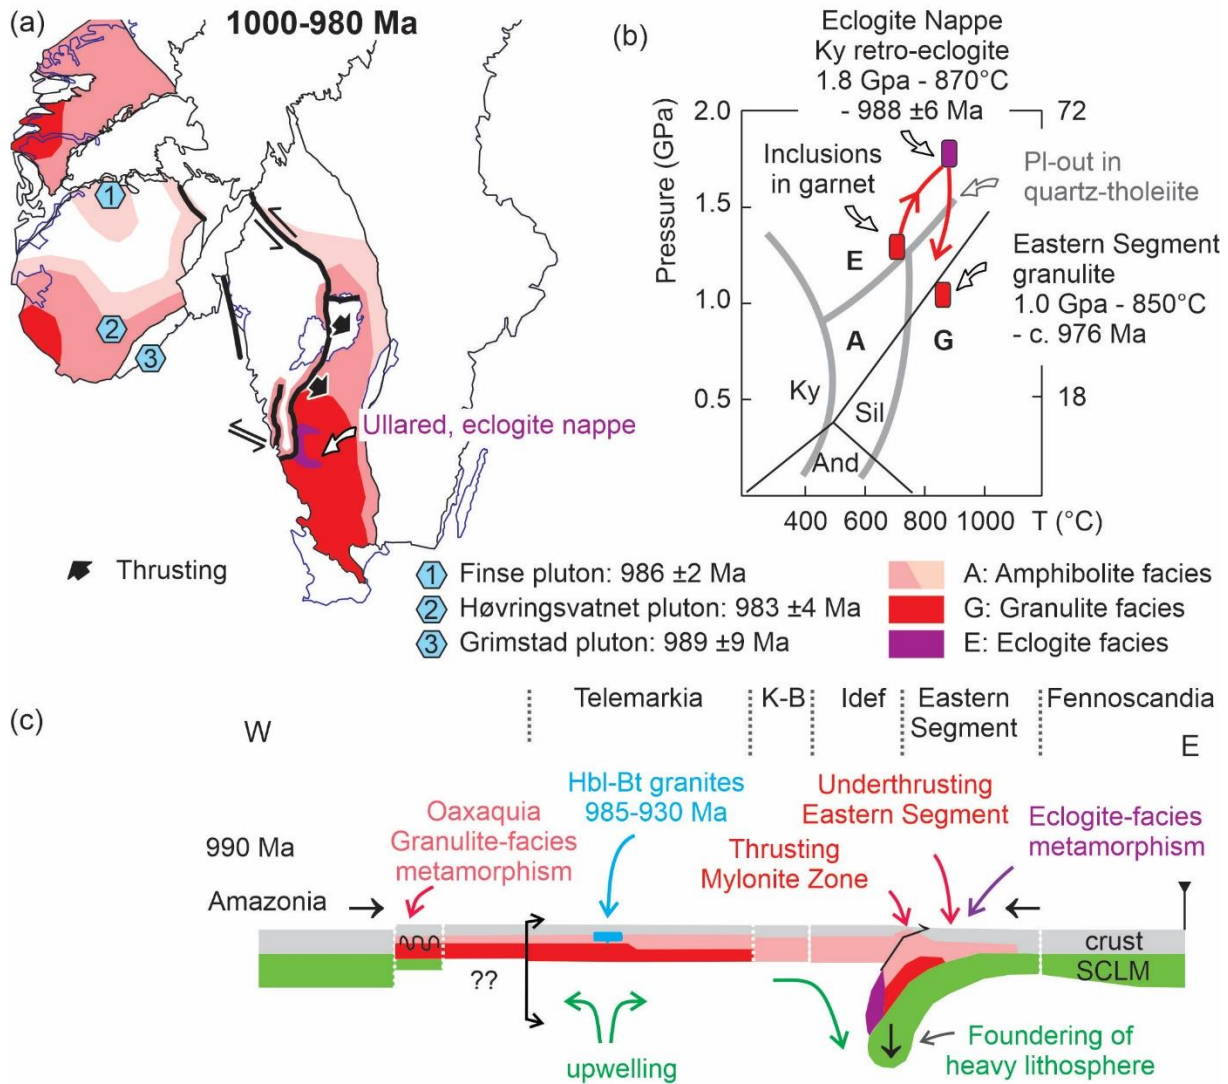 (a)
1000-980 Ma
1
2
3
Ullared, eclogite nappe
Thrusting
(b)
Eclogite Nappe
Ky retro-eclogite
1.8 Gpa - 870°C
- 988 ±6 Ma
Inclusions
in garnet
Pl-out in
quartz-tholeiite
Eastern Segment
granulite
1.0 Gpa - 850°C
- c. 976 Ma
Pressure (GPa)
2.0
1.5
1.0
0.5
72
18
E
A
G
Ky
Sil
And
400
600
800
1000
T (°C)
1 Finse pluton: 986 ±2 Ma
2 Høvringsvatnet pluton: 983 ±4 Ma
3 Grimstad pluton: 989 ±9 Ma
A: Amphibolite facies
G: Granulite facies
E: Eclogite facies
(c)
W
Telemarkia
K-B
Idef
Eastern
Segment
Fennoscandia
E
990 Ma
Amazonia
Oaxaquia
Granulite-facies
metamorphism
Hbl-Bt granites
985-930 Ma
Underthrusting
Eastern Segment
Thrusting
Mylonite Zone
Eclogite-facies
metamorphism
crust
SCLM
??
upwelling
Foundering of
heavy lithosphere